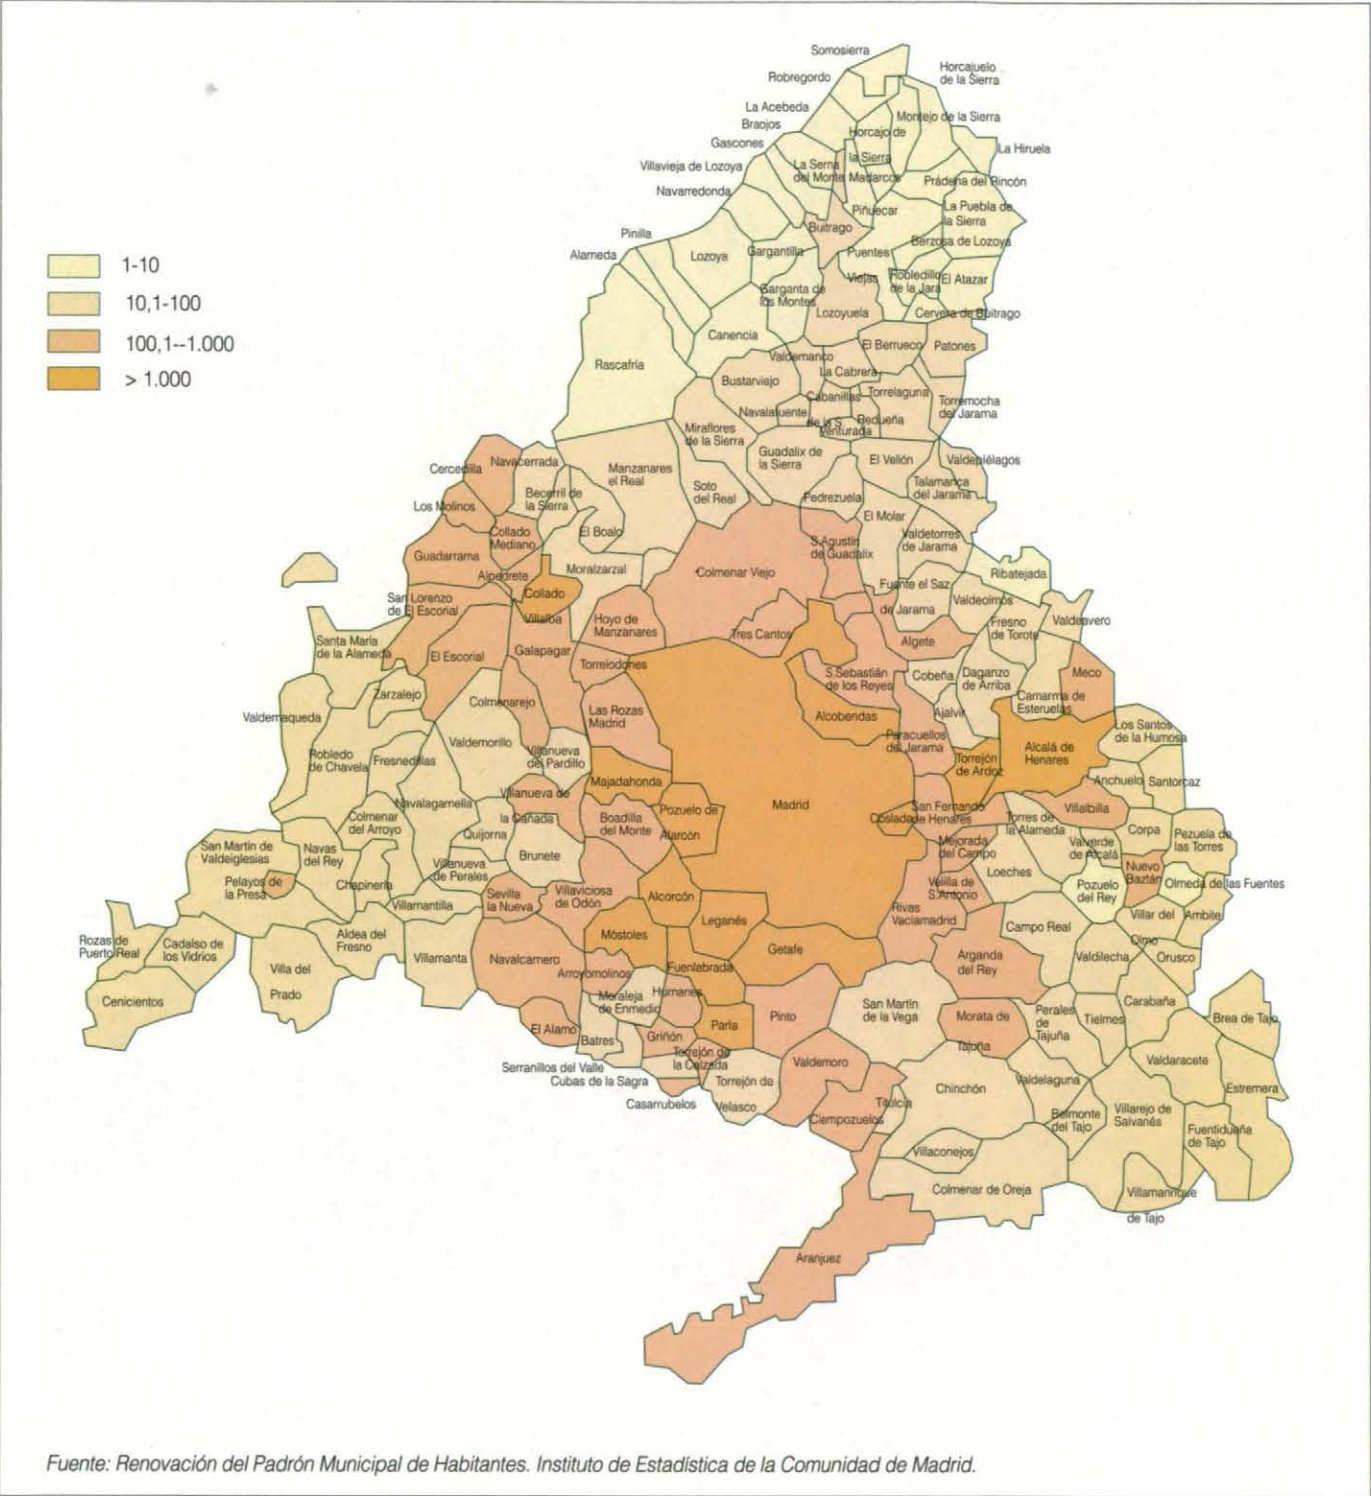 Somosierra
Robregordo
Horcajuelo
de la Sierra
La Acebeda
Braojos
Montejo de la Sierra
Horcajo de
la Sierra
Gascones
La Hiruela
Villavieja de Lozoya
La Serna
del Monte
Madarcos
Prádena del Rincón
Navarredonda
Piñuecar
La Puebla de
la Sierra
Buitrago
Pinilla
Alameda
Lozoya
Gargantilla
Puentes
Viejas
Berzosa de Lozoya
Robledillo
de la Jara
El Atazar
1-10
10,1-100
100,1--1.000
> 1.000
Garganta de
los Montes
Lozoyuela
Cervera de Buitrago
Canencia
Rascafría
Valdemanco
El Berrueco
Patones
Bustarviejo
La Cabrera
Cabanillas
de la S.
Torrelaguna
Torremocha
del Jarama
Navalafuente
Redueña
Venturada
Miraflores
de la Sierra
Guadalix de
la Sierra
El Vellón
Valdepiélagos
Cercedilla
Navacerrada
Manzanares
el Real
Soto
del Real
Pedrezuela
Talamanca
del Jarama
Los Molinos
Becerril de
la Sierra
El Molar
Collado
Mediano
El Boalo
S.Agustin
de Guadalix
Valdetorres
de Jarama
Guadarrama
Alpedrete
Moralzarzal
Colmenar Viejo
Ribatejada
Fuente el Saz
de Jarama
San Lorenzo
de El Escorial
Collado
Villalba
Hoyo de
Manzanares
Valdeolmos
Fresno
de Torote
Valdeavero
Tres Cantos
Algete
Santa Maria
de la Alameda
El Escorial
Galapagar
Torrelodones
S.Sebastián
de los Reyes
Cobeña
Daganzo
de Arriba
Meco
Zarzalejo
Colmenarejo
Las Rozas
Madrid
Alcobendas
Ajalvir
Camarma de
Esteruelas
Valdemaqueda
Paracuellos
del Jarama
Los Santos
de la Humosa
Robledo
de Chavela
Fresnedillas
Valdemorillo
Villanueva
del Pardillo
Torrejón
de Ardoz
Alcalá de
Henares
Majadahonda
Anchuelo
Santorcaz
Navalagamella
Villanueva de
la Cañada
Pozuelo de
Alarcón
Madrid
Coslada
San Fernando
de Henares
Torres de
la Alameda
Villalbilla
Colmenar
del Arroyo
Quijorna
Boadilla
del Monte
Mejorada
del Campo
Valverde
de Alcalá
Corpa
Pezuela de
las Torres
San Martín de
Valdeiglesias
Navas
del Rey
Brunete
Villanueva
de Perales
Loeches
Nuevo
Baztán
Pelayos de
la Presa
Chapinería
Sevilla
la Nueva
Villaviciosa
de Odón
Alcorcón
Velilla de
S.Antonio
Pozuelo
del Rey
Olmeda de las Fuentes
Villamantilla
Leganés
Rivas
Vaciamadrid
Campo Real
Villar del
Olmo
Ambite
Rozas de
Puerto Real
Cadalso de
los Vidrios
Aldea del
Fresno
Móstoles
Getafe
Villamanta
Navalcarnero
Arroyomolinos
Fuenlabrada
Arganda
del Rey
Valdilecha
Orusco
Villa del
Prado
Cenicientos
Moraleja
de Enmedio
Humanes
San Martín
de la Vega
Perales
de
Tajuña
Carabaña
El Alamo
Batres
Griñón
Parla
Pinto
Morata de
Tajuña
Tielmes
Brea de Tajo
Torrejón de
la Calzada
Valdemoro
Valdaracete
Serranillos del Valle
Cubas de la Sagra
Torrejón de
Velasco
Chinchón
Valdelaguna
Estremera
Casarrubelos
Titulcia
Ciempozuelos
Belmonte
del Tajo
Villarejo de
Salvanés
Fuentidueña
de Tajo
Villaconejos
Colmenar de Oreja
Villamanrique
de Tajo
Aranjuez
Fuente: Renovación del Padrón Municipal de Habitantes. Instituto de Estadística de la Comunidad de Madrid.